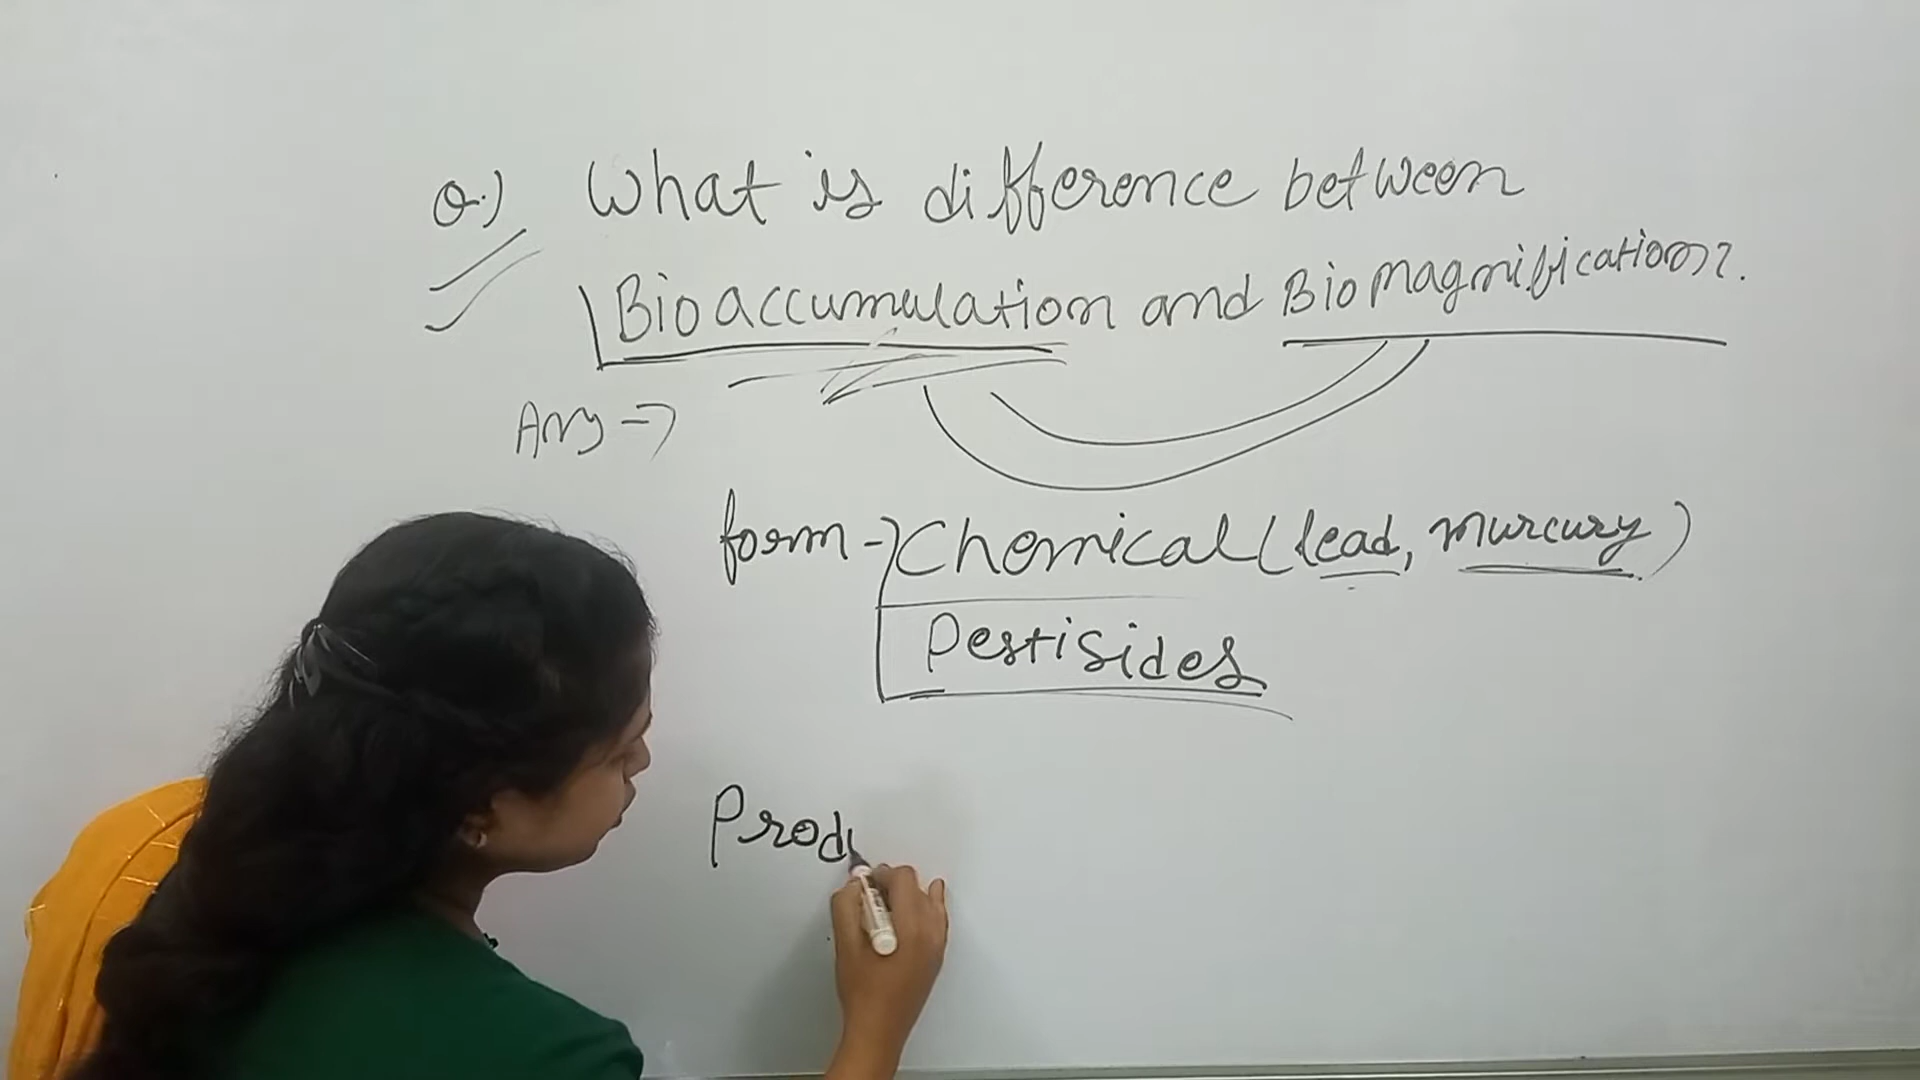 Q.) What is difference between
Bioaccumulation and Biomagnification?.
Ans →
form → Chemical (lead, murcury)
Pestisides
Prod